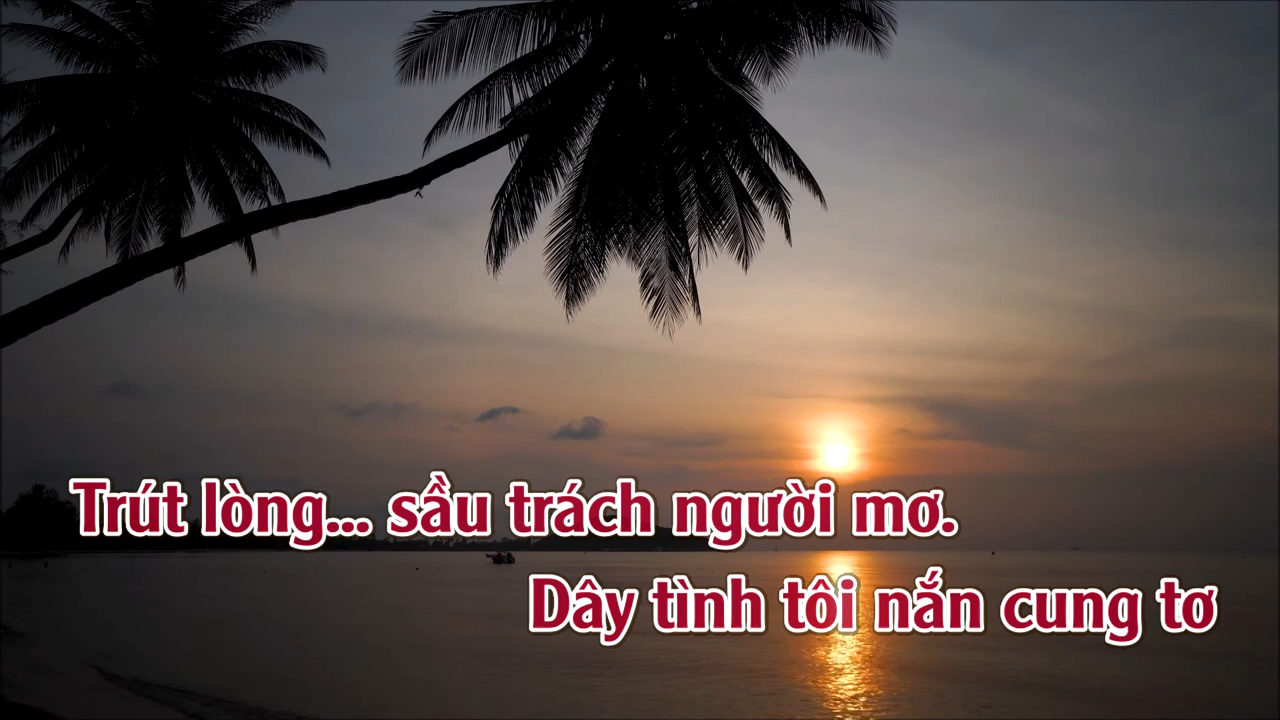 Trút lòng... sầu trách người mơ.
Dây tình tôi nắn cung tơ